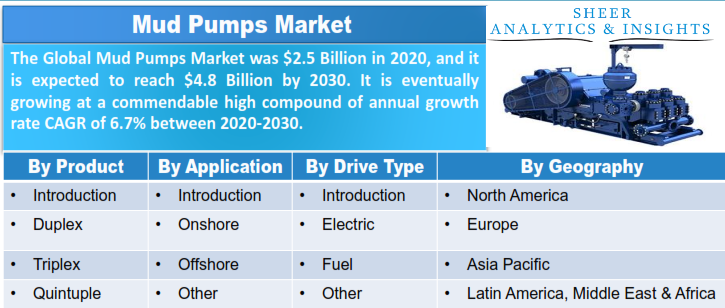 Mud Pumps Market
SHEER
ANALYTICS & INSIGHTS
The Global Mud Pumps Market was $2.5 Billion in 2020, and it
is expected to reach $4.8 Billion by 2030. It is eventually
growing at a commendable high compound of annual growth
rate CAGR of 6.7% between 2020-2030.
By Product By Application By Drive Type By Geography
• Introduction • Introduction • Introduction • North America
• Duplex • Onshore • Electric • Europe
• Triplex • Offshore • Fuel • Asia Pacific
• Quintuple • Other • Other • Latin America, Middle East & Africa